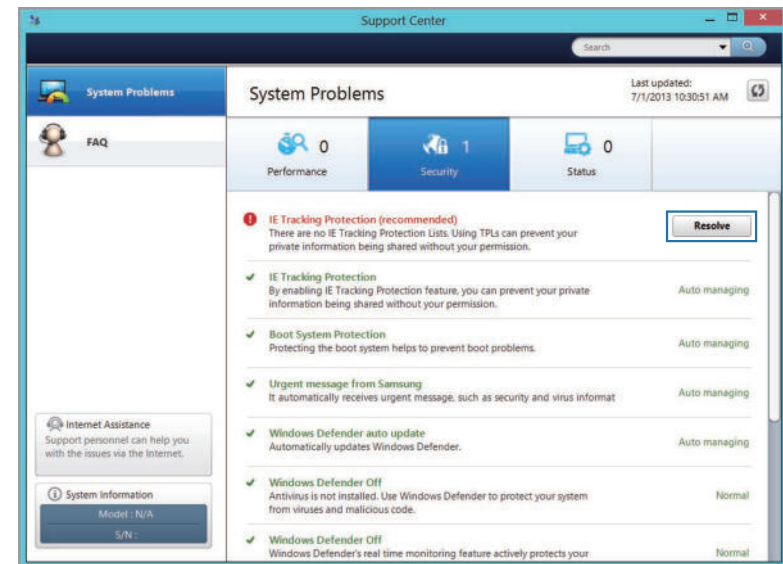 Support Center
Search
System Problems
FAQ
Internet Assistance
Support personnel can help you
with the issues via the Internet.
System Information
Model : N/A
S/N :
System Problems
Last updated:
7/1/2013 10:30:51 AM
0
Performance
1
Security
0
Status
IE Tracking Protection (recommended)
There are no IE Tracking Protection Lists. Using TPLs can prevent your
private information being shared without your permission.
Resolve
IE Tracking Protection
By enabling IE Tracking Protection feature, you can prevent your private
information being shared without your permission.
Auto managing
Boot System Protection
Protecting the boot system helps to prevent boot problems.
Auto managing
Urgent message from Samsung
It automatically receives urgent message, such as security and virus informat
Auto managing
Windows Defender auto update
Automatically updates Windows Defender.
Auto managing
Windows Defender Off
Antivirus is not installed. Use Windows Defender to protect your system
from viruses and malicious code.
Normal
Windows Defender Off
Windows Defender's real time monitoring feature actively protects your
Normal